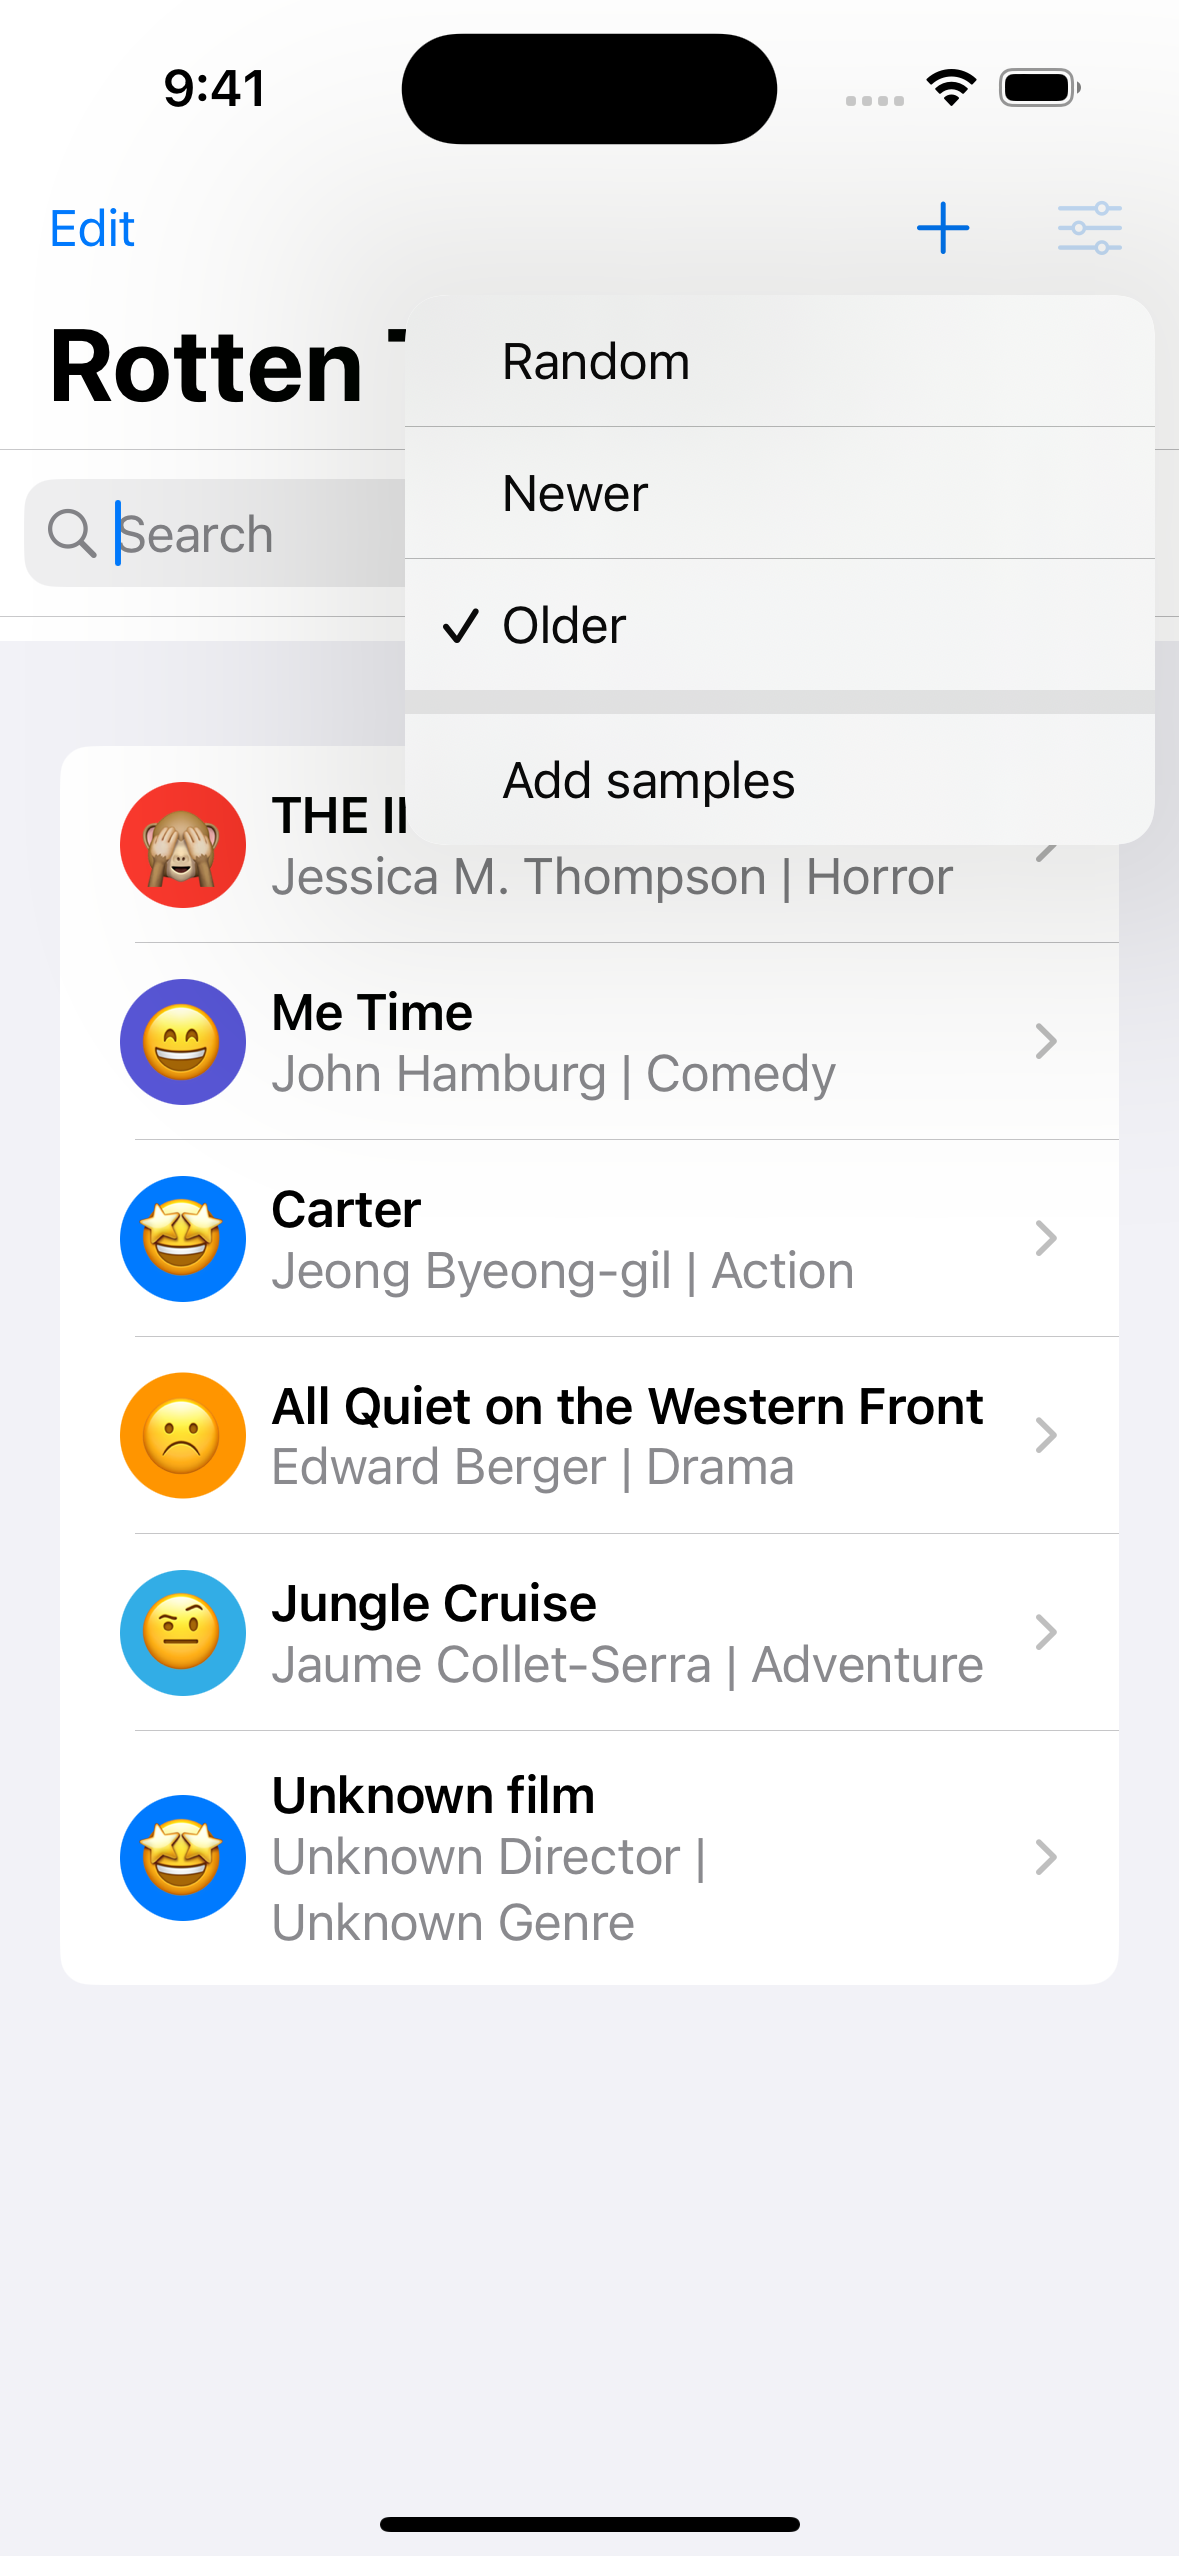 9:41
Edit
Rotten
Random
Newer
Older
Add samples
Search
THE
Jessica M. Thompson | Horror
Me Time
John Hamburg | Comedy
Carter
Jeong Byeong-gil | Action
All Quiet on the Western Front
Edward Berger | Drama
Jungle Cruise
Jaume Collet-Serra | Adventure
Unknown film
Unknown Director |
Unknown Genre